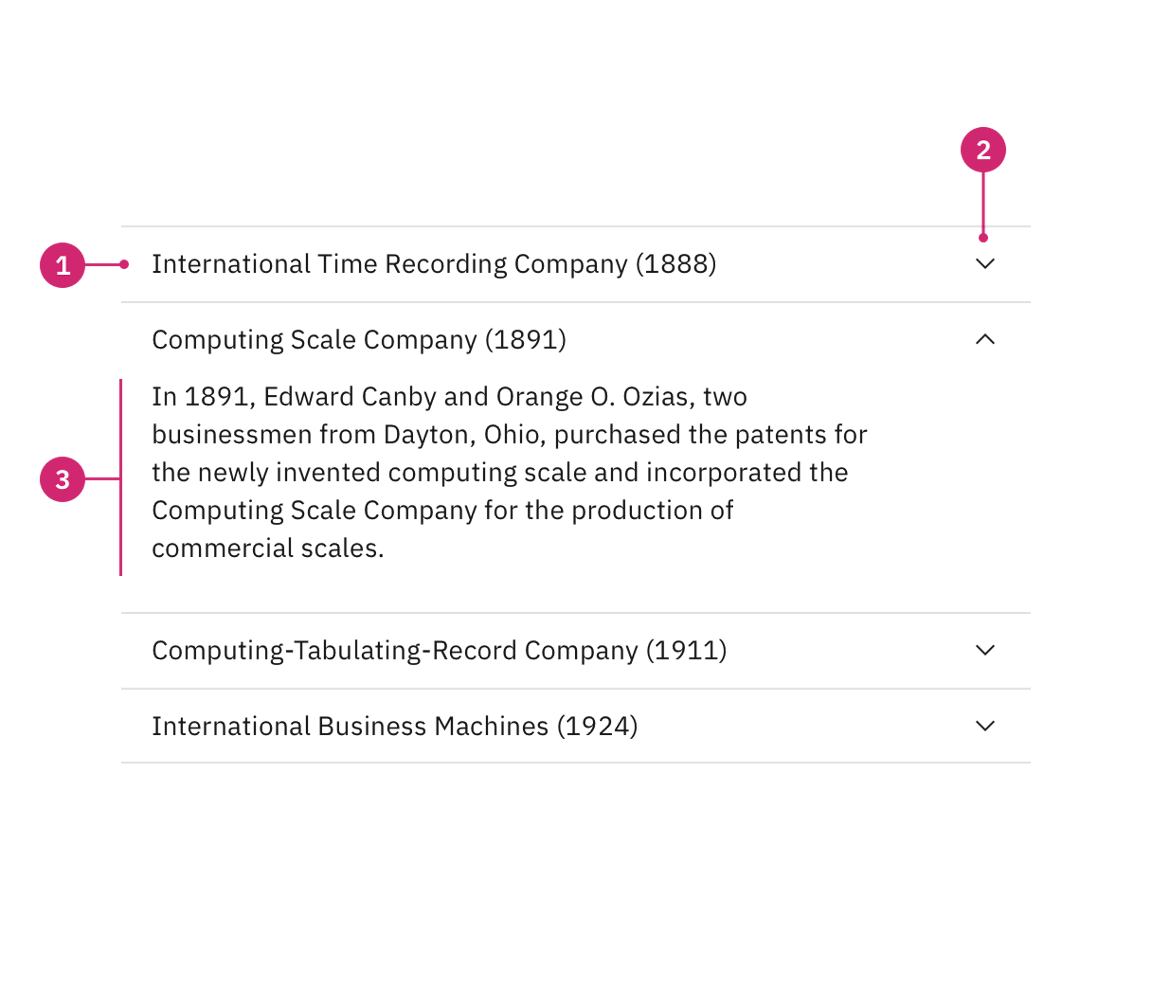 2
1
International Time Recording Company (1888)
Computing Scale Company (1891)
In 1891, Edward Canby and Orange O. Ozias, two
businessmen from Dayton, Ohio, purchased the patents for
the newly invented computing scale and incorporated the
Computing Scale Company for the production of
commercial scales.
3
Computing-Tabulating-Record Company (1911)
International Business Machines (1924)